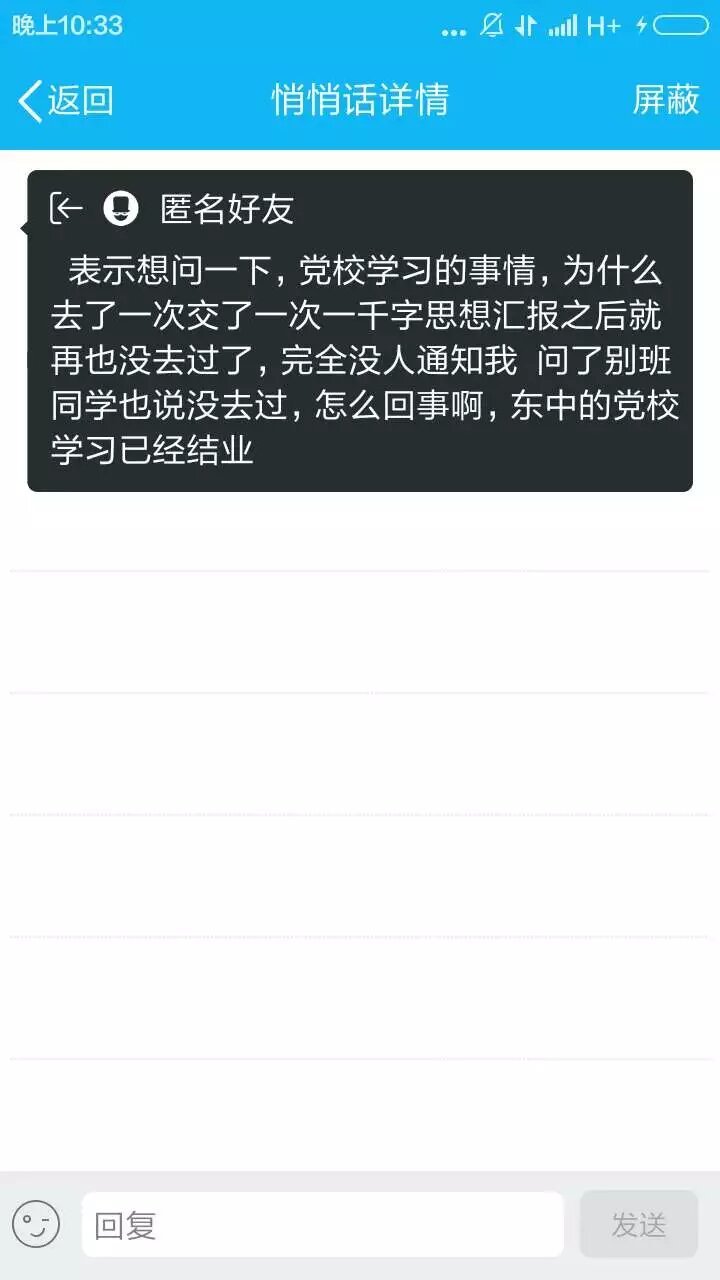 晚上10:33
... H+
返回
悄悄话详情
屏蔽
匿名好友
表示想问一下,党校学习的事情,为什么
去了一次交了一次一千字思想汇报之后就
再也没去过了,完全没人通知我 问了别班
同学也说没去过,怎么回事啊,东中的党校
学习已经结业
回复
发送